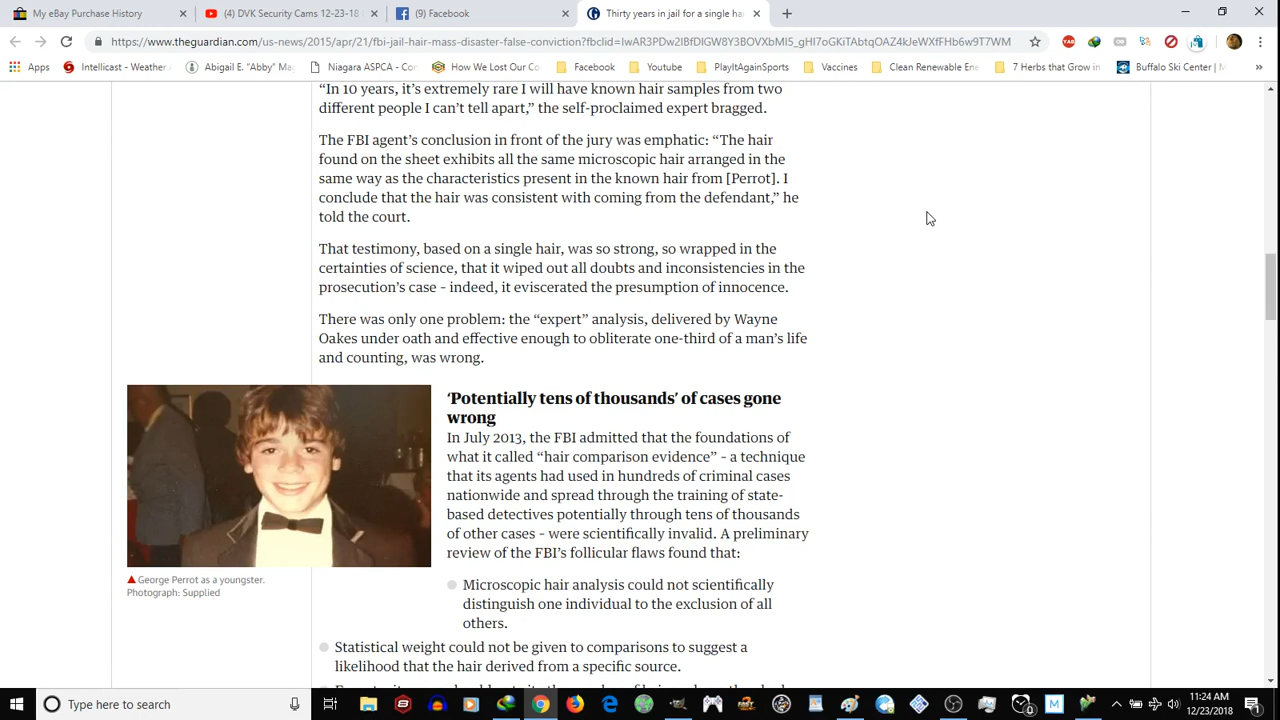 My eBay Purchase History
(4) DVK Security Cams 12-23-18
(9) Facebook
Thirty years in jail for a single hai
https://www.theguardian.com/us-news/2015/apr/21/fbi-jail-hair-mass-disaster-false-conviction?fbclid=
Apps
Intellicast - Weather
Abigail E. "Abby" Ma
Niagara ASPCA - Co
How We Lost Our Co
Facebook
Youtube
PlayItAgainSports
Vaccines
Clean Renewable Ene
7 Herbs that Grow in
Buffalo Ski Center |
»
“In 10 years, it’s extremely rare I will have known hair samples from two
different people I can’t tell apart,” the self-proclaimed expert bragged.
The FBI agent’s conclusion in front of the jury was emphatic: “The hair
found on the sheet exhibits all the same microscopic hair arranged in the
same way as the characteristics present in the known hair from [Perrot]. I
conclude that the hair was consistent with coming from the defendant,” he
told the court.
That testimony, based on a single hair, was so strong, so wrapped in the
certainties of science, that it wiped out all doubts and inconsistencies in the
prosecution’s case – indeed, it eviscerated the presumption of innocence.
There was only one problem: the “expert” analysis, delivered by Wayne
Oakes under oath and effective enough to obliterate one-third of a man’s life
and counting, was wrong.
‘Potentially tens of thousands’ of cases gone
wrong
In July 2013, the FBI admitted that the foundations of
what it called “hair comparison evidence” – a technique
that its agents had used in hundreds of criminal cases
nationwide and spread through the training of state-
based detectives potentially through tens of thousands
of other cases – were scientifically invalid. A preliminary
review of the FBI’s follicular flaws found that:
George Perrot as a youngster.
Photograph: Supplied
Microscopic hair analysis could not scientifically
distinguish one individual to the exclusion of all
others.
Statistical weight could not be given to comparisons to suggest a
likelihood that the hair derived from a specific source.
Type here to search
11:24 AM
12/23/2018